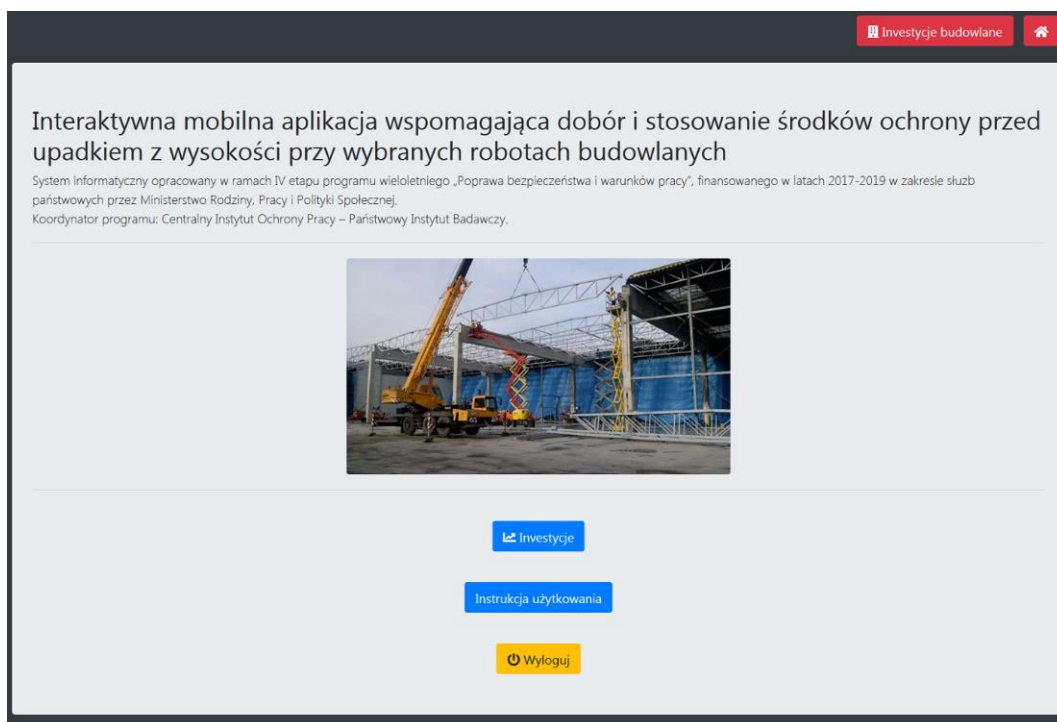 Investycje budowlane
Interaktywna mobilna aplikacja wspomagająca dobór i stosowanie środków ochrony przed
upadkiem z wysokości przy wybranych robotach budowlanych
System informatyczny opracowany w ramach IV etapu programu wieloletniego „Poprawa bezpieczeństwa i warunków pracy”, finansowanego w latach 2017-2019 w zakresie służb
państwowych przez Ministerstwo Rodziny, Pracy i Polityki Społecznej.
Koordynator programu: Centralny Instytut Ochrony Pracy – Państwowy Instytut Badawczy.
Investycje
Instrukcja użytkowania
Wyloguj